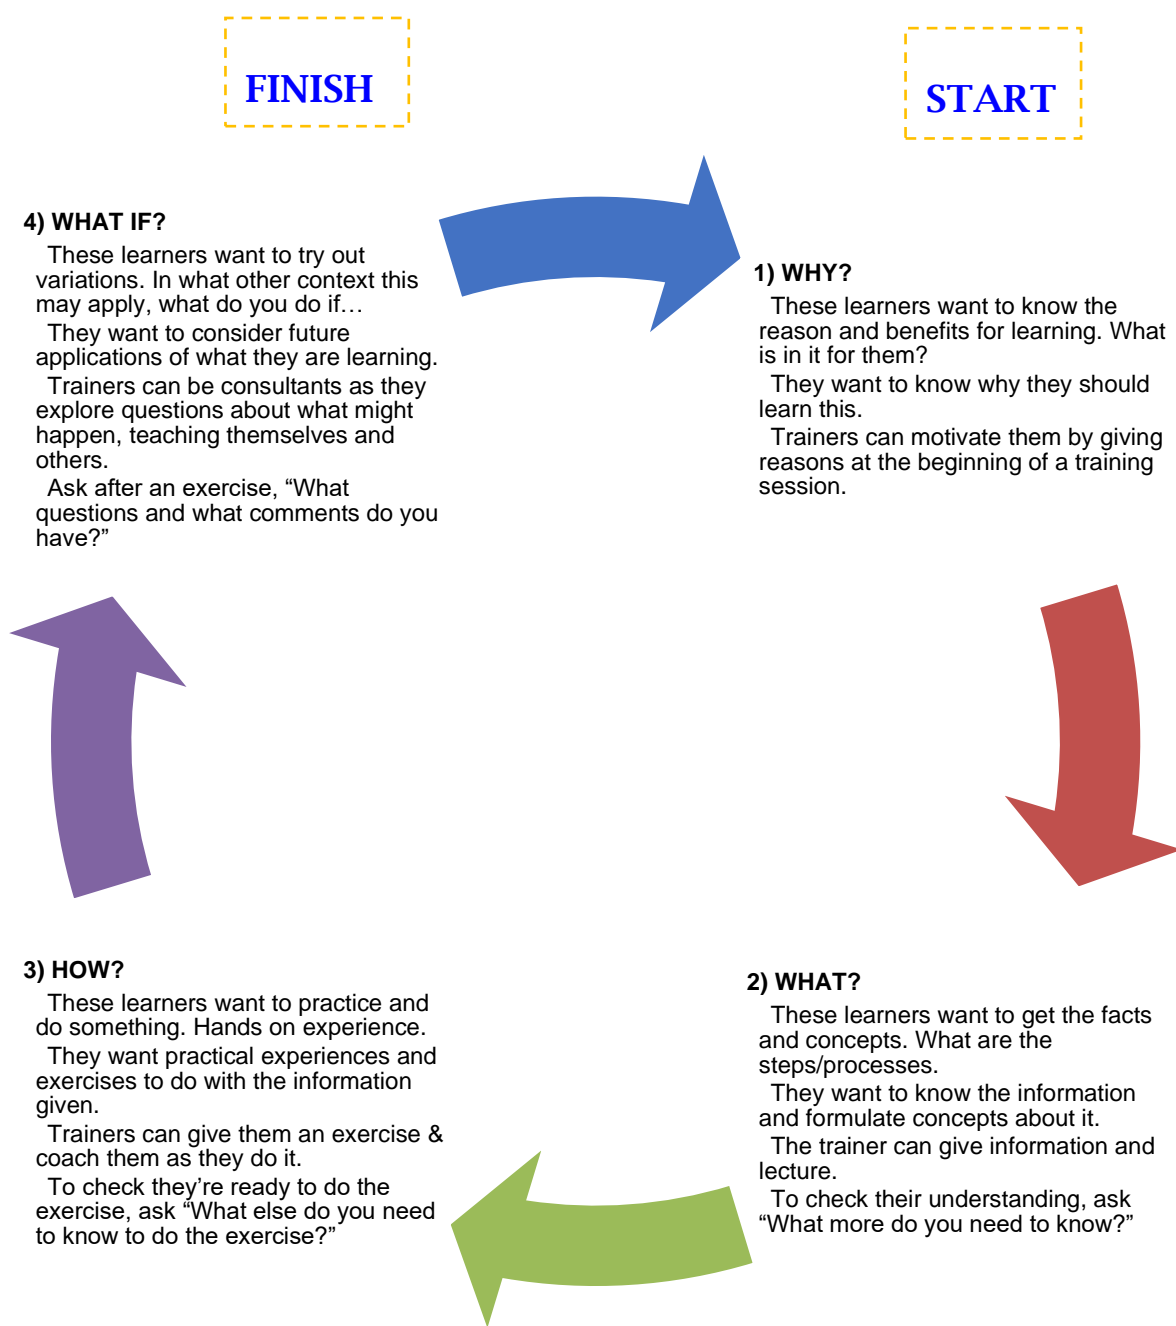 FINISH
START
4) WHAT IF?
These learners want to try out
variations. In what other context this
may apply, what do you do if…
They want to consider future
applications of what they are learning.
Trainers can be consultants as they
explore questions about what might
happen, teaching themselves and
others.
Ask after an exercise, “What
questions and what comments do you
have?”
1) WHY?
These learners want to know the
reason and benefits for learning. What
is in it for them?
They want to know why they should
learn this.
Trainers can motivate them by giving
reasons at the beginning of a training
session.
3) HOW?
These learners want to practice and
do something. Hands on experience.
They want practical experiences and
exercises to do with the information
given.
Trainers can give them an exercise &
coach them as they do it.
To check they’re ready to do the
exercise, ask “What else do you need
to know to do the exercise?”
2) WHAT?
These learners want to get the facts
and concepts. What are the
steps/processes.
They want to know the information
and formulate concepts about it.
The trainer can give information and
lecture.
To check their understanding, ask
“What more do you need to know?”